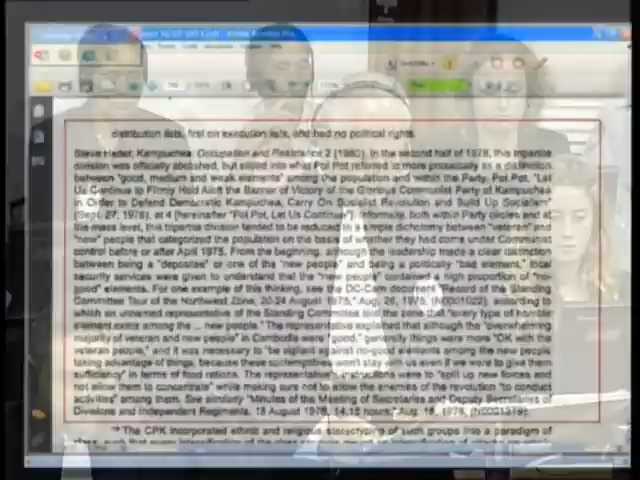 distribution lists, first on execution lists, and had no political rights.
Steve Heder, Kampuchea: Occupation and Resistance 2 (1980). In the second half of 1978, this tripartite
division was officially abolished, but elided into what Pol Pot referred to more prosaically as a distinction
between "good, medium and weak elements" among the population and within the Party. Pol Pot, "Let
Us Continue to Firmly Hold Aloft the Banner of Victory of the Glorious Communist Party of Kampuchea
in Order to Defend Democratic Kampuchea, Carry On Socialist Revolution and Build Up Socialism"
(Sept. 27, 1978), at 4 [hereinafter "Pol Pot, Let Us Continue"]. Informally, both within Party circles and at
the mass level, this tripartite division tended to be reduced to a simple dichotomy between "veteran" and
"new" people that categorized the population on the basis of whether they had come under Communist
control before or after April 1975. From the beginning, although the leadership made a clear distinction
between being a "depositee" or one of the "new people" and being a politically "bad element," local
security services were given to understand that the "new people" contained a high proportion of "no-
good" elements. For one example of this thinking, see the DC-Cam document "Record of the Standing
Committee Tour of the Northwest Zone, 20-24 August 1975," Aug. 26, 1975, (N0001022), according to
which an unnamed representative of the Standing Committee told the zone that "every type of
element exists among the ... new people." The representative explained that although the "overwhelming
majority of veteran and new people" in Cambodia were "good," generally things were more "OK with the
veteran people," and it was necessary to "be vigilant against no-good elements among the new people
taking advantage of things, because these contemptibles won't stay with us even if we were to give them
sufficiency" in terms of food rations. The representative's instructions were to "split up new forces and
not allow them to concentrate" while making sure not to allow the enemies of the revolution "to conduct
activities" among them. See similarly "Minutes of the Meeting of Secretaries and Deputy Secretaries of
Divisions and Independent Regiments, 18 August 1976, 14.15 hours," Aug. 18, 1976, (N0001379).
The CPK incorporated ethnic and religious stereotyping of such groups into a paradigm of